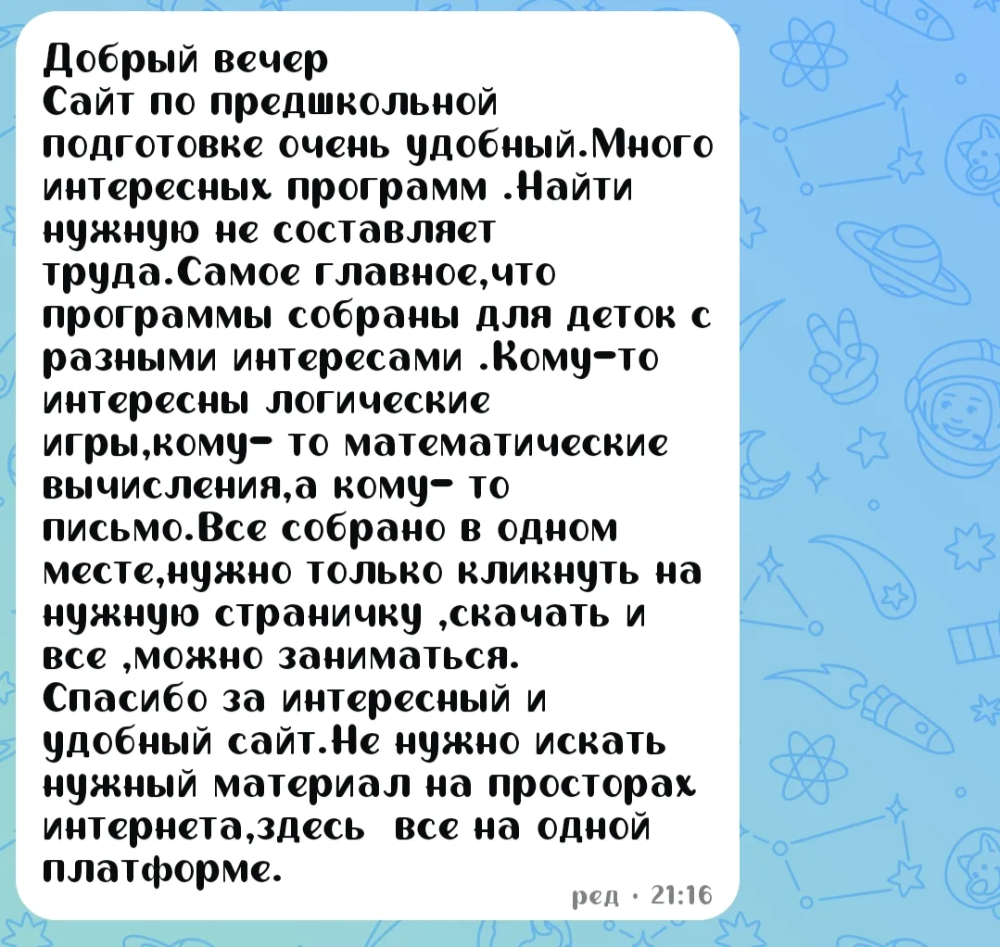 Добрый вечер
Сайт по предшкольной
подготовке очень удобный.Много
интересных программ .Найти
нужную не составляет
труда.Самое главное,что
программы собраны для деток с
разными интересами .Кому-то
интересны логические
игры,кому- то математические
вычисления,а кому- то
письмо.Все собрано в одном
месте,нужно только кликнуть на
нужную страничку ,скачать и
все ,можно заниматься.
Спасибо за интересный и
удобный сайт.Не нужно искать
нужный материал на просторах
интернета,здесь  все на одной
платформе.
ред · 21:16